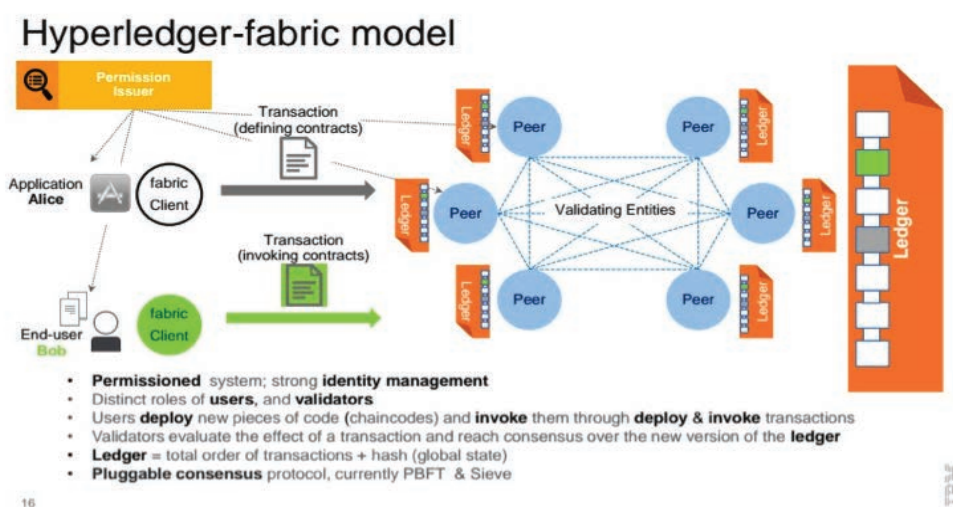 Hyperledger-fabric model
Permission
Issuer
Transaction
(defining contracts)
Application
Alice
fabric
Client
Transaction
(invoking contracts)
End-user
Bob
fabric
Client
Ledger
Peer
Peer
Ledger
Ledger
Peer
Validating Entities
Peer
Ledger
Ledger
Peer
Peer
Ledger
Ledger
• Permissioned system; strong identity management
• Distinct roles of users, and validators
• Users deploy new pieces of code (chaincodes) and invoke them through deploy & invoke transactions
• Validators evaluate the effect of a transaction and reach consensus over the new version of the ledger
• Ledger = total order of transactions + hash (global state)
• Pluggable consensus protocol, currently PBFT & Sieve
16
IBM